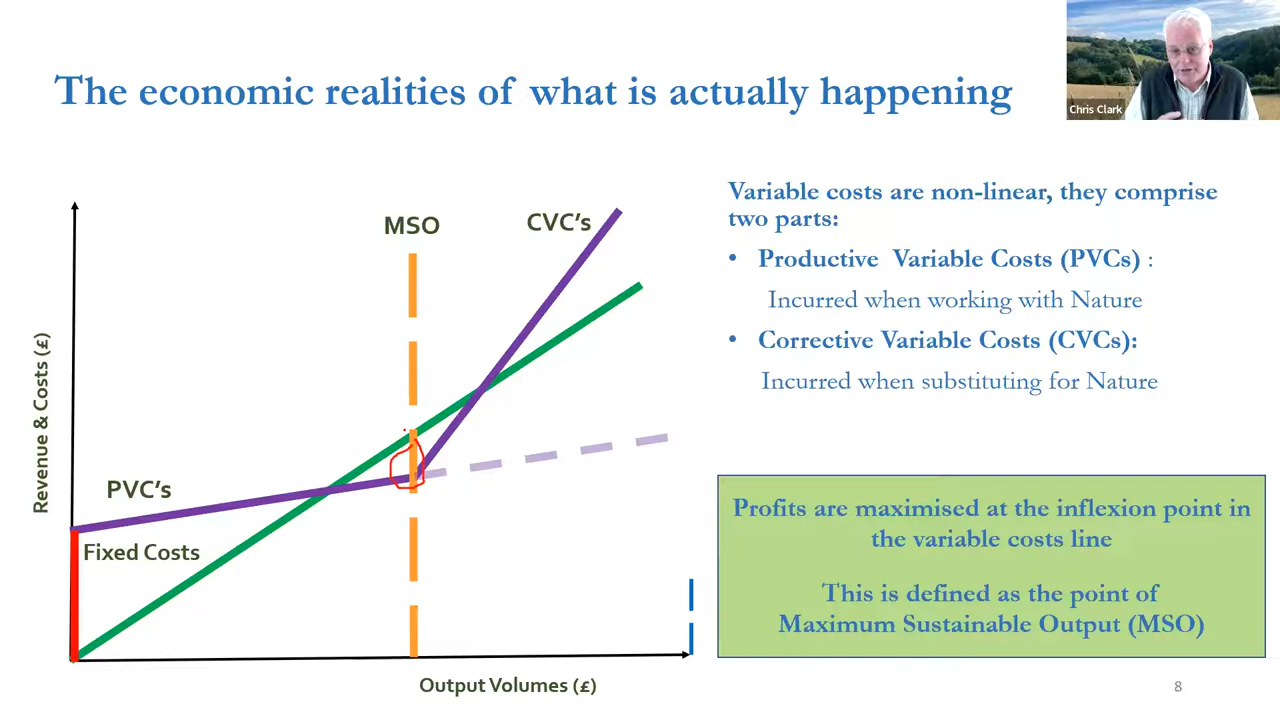 The economic realities of what is actually happening
Chris Clark
Variable costs are non-linear, they comprise
two parts:
• Productive Variable Costs (PVCs) :
Incurred when working with Nature
• Corrective Variable Costs (CVCs):
Incurred when substituting for Nature
MSO
CVC's
PVC's
Fixed Costs
Revenue & Costs (£)
Output Volumes (£)
Profits are maximised at the inflexion point in
the variable costs line
This is defined as the point of
Maximum Sustainable Output (MSO)
8